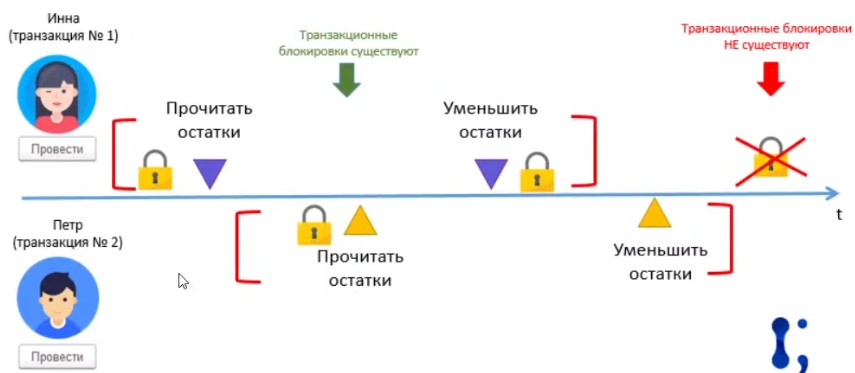 Инна
(транзакция № 1)
Провести
Транзакционные
блокировки существуют
Транзакционные блокировки
НЕ существуют
Прочитать
остатки
Уменьшить
остатки
t
Петр
(транзакция № 2)
Провести
Прочитать
остатки
Уменьшить
остатки